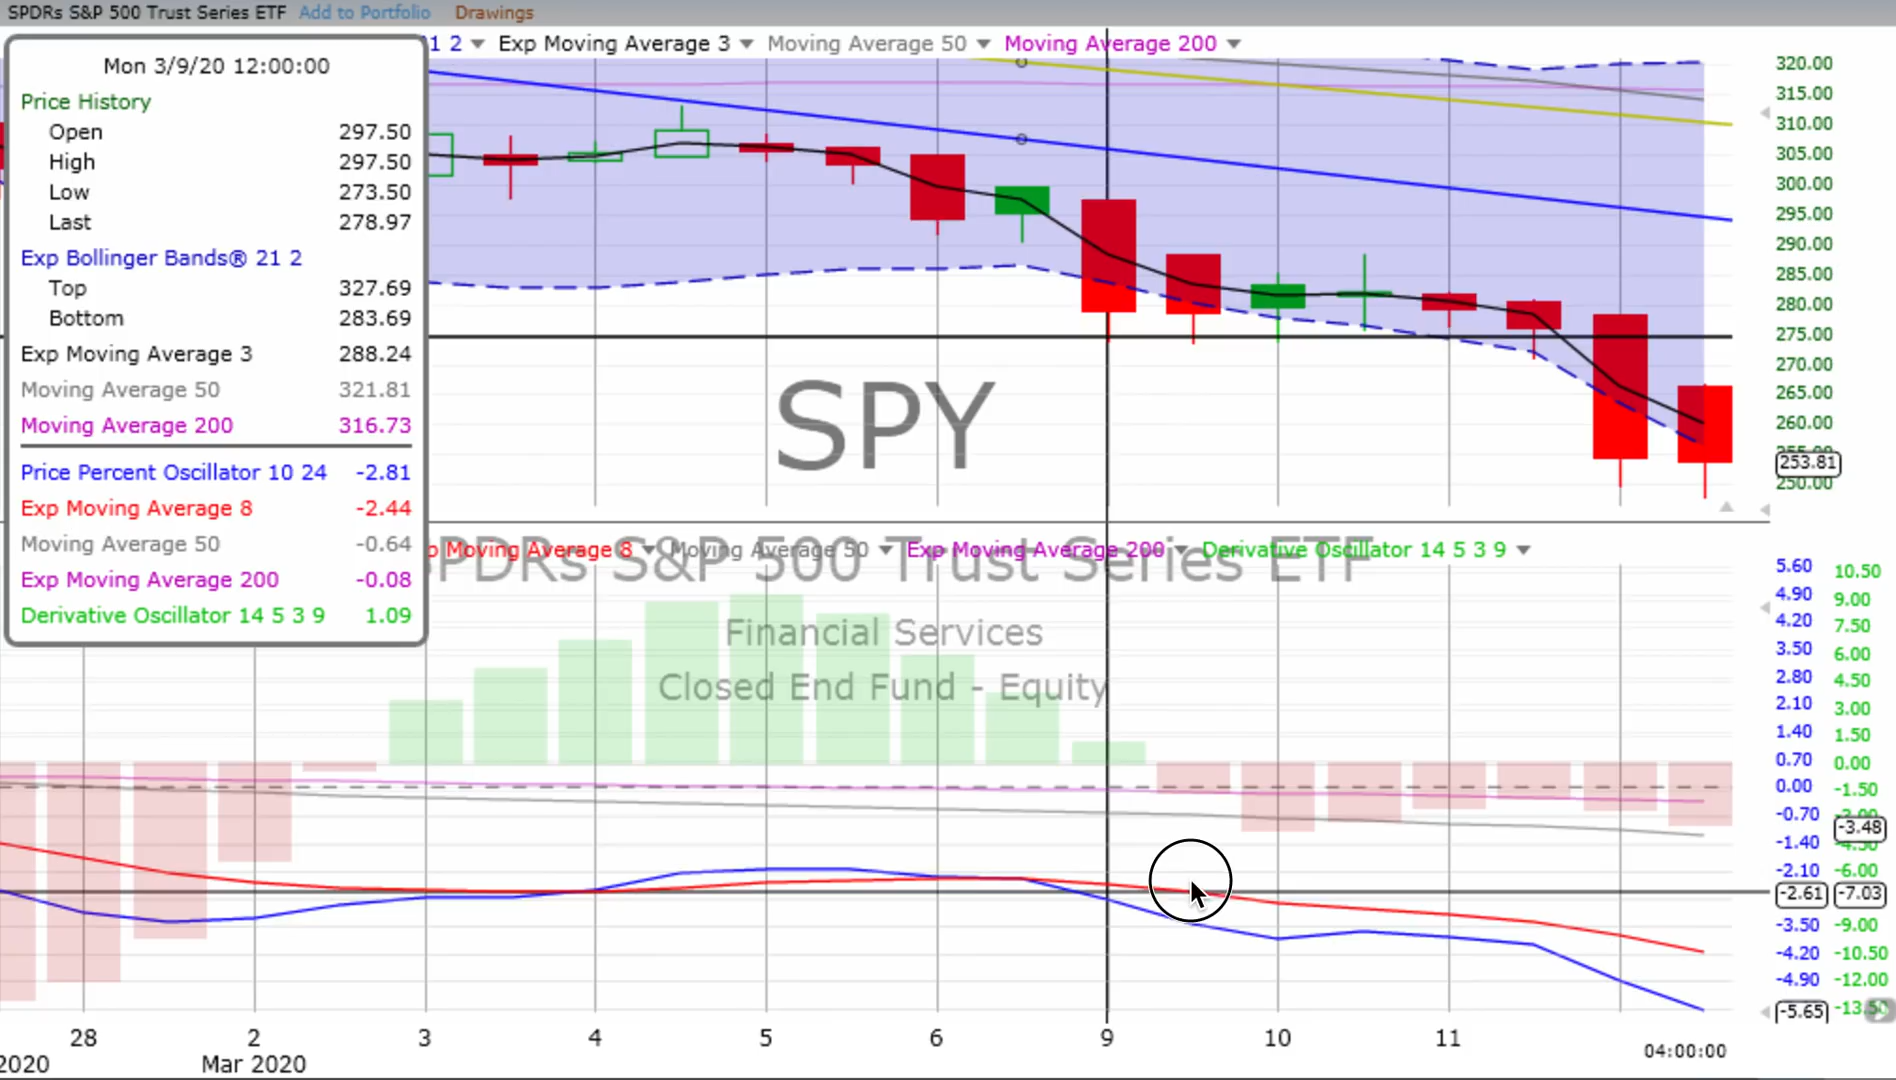 SPDRs S&P 500 Trust Series ETF Add to Portfolio Drawings
Mon 3/9/20 12:00:00
Price History
Open 297.50
High 297.50
Low 273.50
Last 278.97
Exp Bollinger Bands® 21 2
Top 327.69
Bottom 283.69
Exp Moving Average 3 288.24
Moving Average 50 321.81
Moving Average 200 316.73
Price Percent Oscillator 10 24 -2.81
Exp Moving Average 8 -2.44
Moving Average 50 -0.64
Exp Moving Average 200 -0.08
Derivative Oscillator 14 5 3 9 1.09
21 2 Exp Moving Average 3 Moving Average 50 Moving Average 200
320.00
315.00
310.00
305.00
300.00
295.00
290.00
285.00
280.00
275.00
270.00
265.00
260.00
255.00
253.81
250.00
SPY
p Moving Average 8 Moving Average 50 Exp Moving Average 200 Derivative Oscillator 14 5 3 9
SPDRs S&P 500 Trust Series ETF
Financial Services
Closed End Fund - Equity
5.60 10.50
4.90 9.00
4.20 7.50
3.50 6.00
2.80 4.50
2.10 3.00
1.40 1.50
0.70 0.00
0.00 -1.50
-0.70
-3.48
-1.40 -4.50
-2.10 -6.00
-2.61 -7.03
-3.50 -9.00
-4.20 -10.50
-4.90 -12.00
-5.65 -13.50
28 2 3 4 5 6 9 10 11
2020 Mar 2020 04:00:00